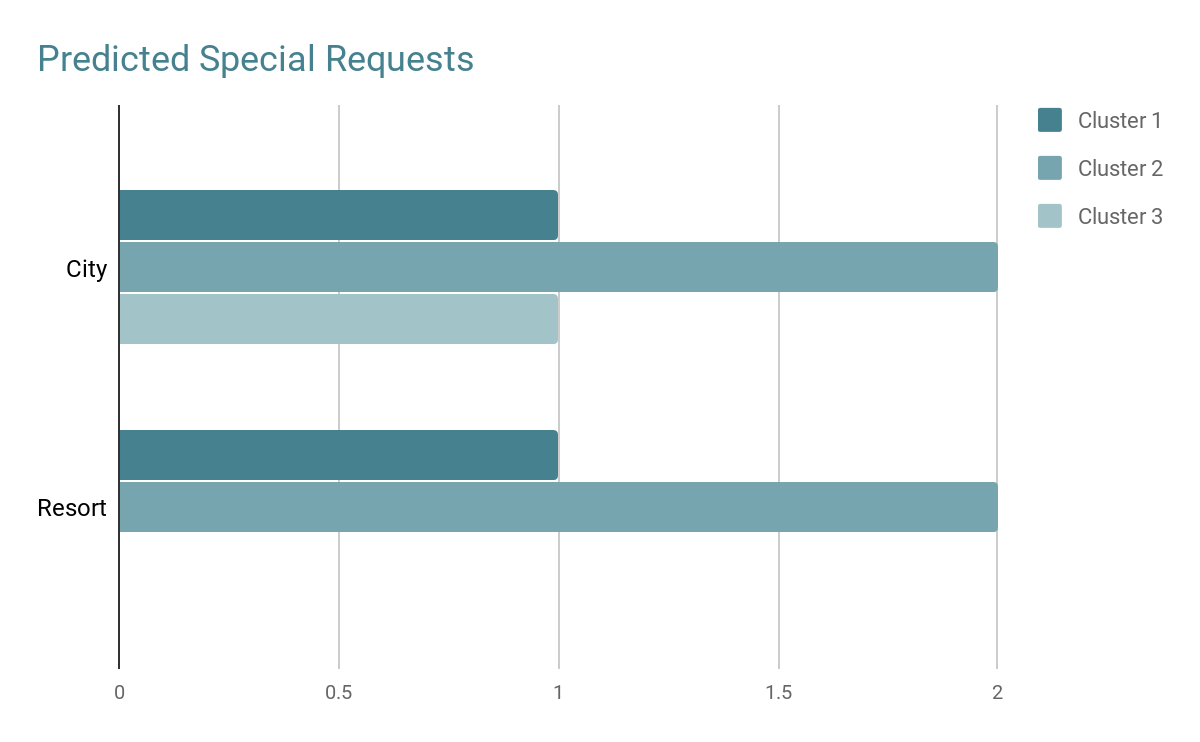 Predicted Special Requests
Cluster 1
Cluster 2
Cluster 3
City
Resort
0
0.5
1
1.5
2